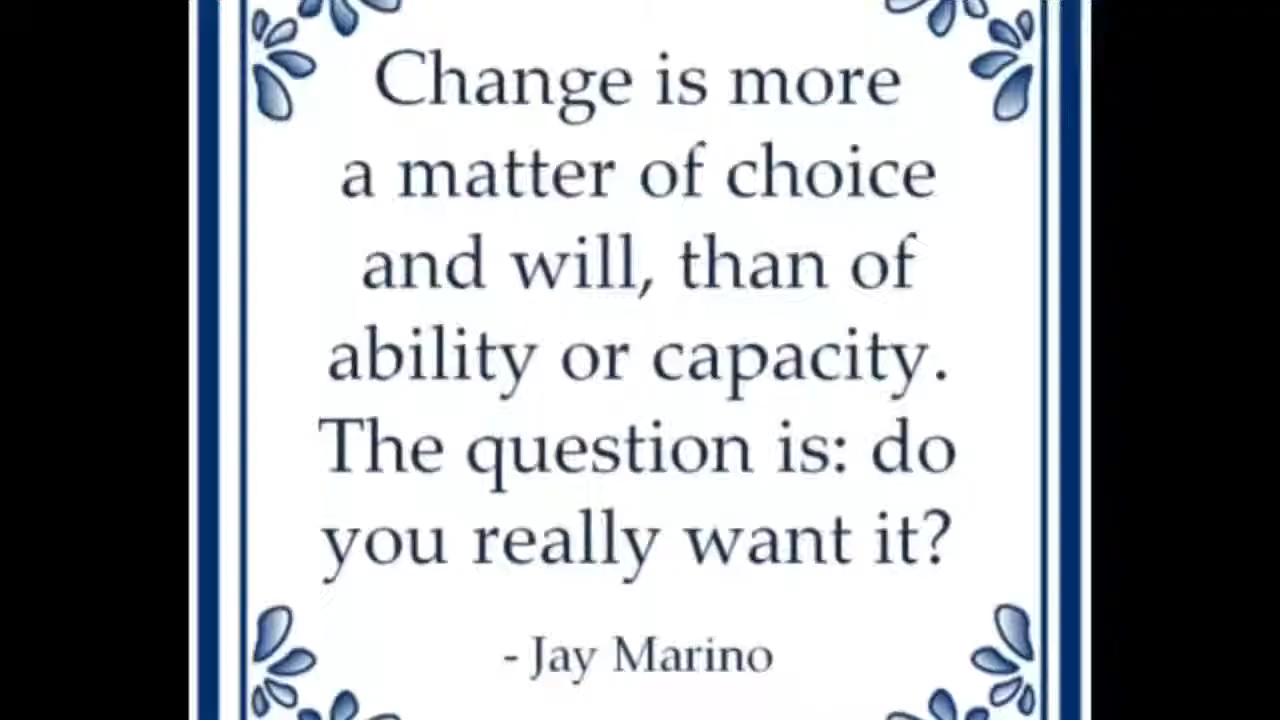 Change is more
a matter of choice
and will, than of
ability or capacity.
The question is: do
you really want it?
- Jay Marino